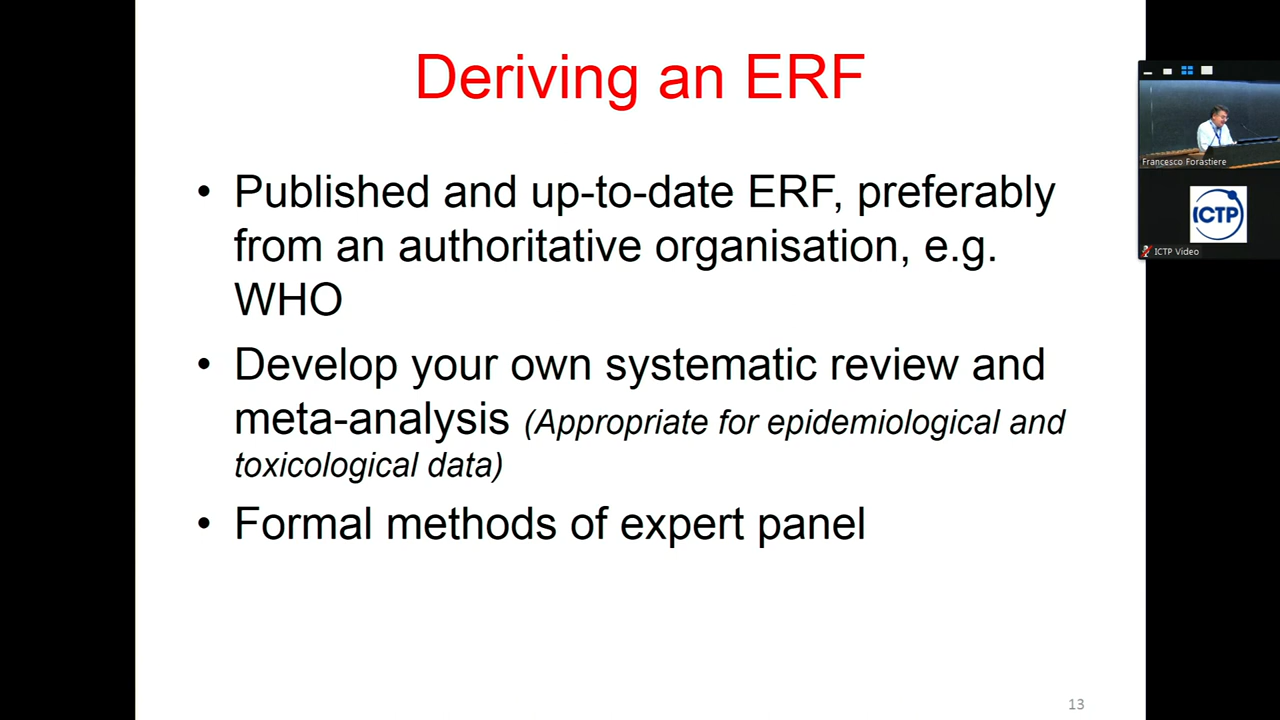 Deriving an ERF
• Published and up-to-date ERF, preferably
from an authoritative organisation, e.g.
WHO
• Develop your own systematic review and
meta-analysis (Appropriate for epidemiological and
toxicological data)
• Formal methods of expert panel
13
Francesco Forastiere
ICTP
ICTP Video